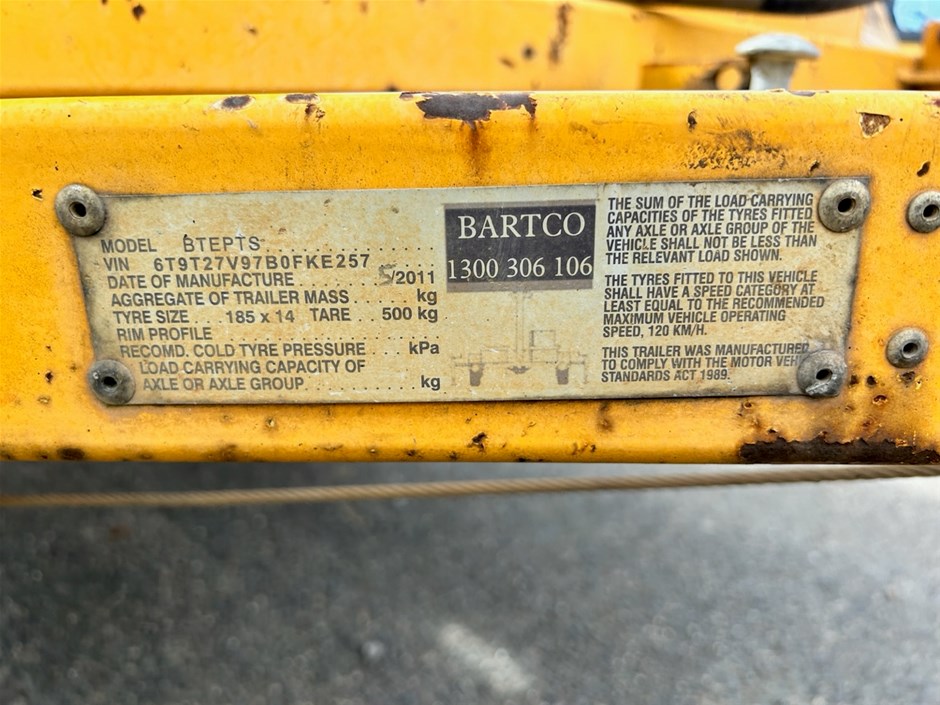 MODEL BTEPTS
VIN 6T9T27V97B0FKE257
DATE OF MANUFACTURE 5/2011
AGGREGATE OF TRAILER MASS . . . . kg
TYRE SIZE 185 x 14 TARE . . 500 kg
RIM PROFILE
RECOMD. COLD TYRE PRESSURE . . . kPa
LOAD CARRYING CAPACITY OF
AXLE OR AXLE GROUP. . . . . . . kg
BARTCO
1300 306 106
THE SUM OF THE LOAD CARRYING
CAPACITIES OF THE TYRES FITTED
ANY AXLE OR AXLE GROUP OF THE
VEHICLE SHALL NOT BE LESS THAN
THE RELEVANT LOAD SHOWN.
THE TYRES FITTED TO THIS VEHICLE
SHALL HAVE A SPEED CATEGORY AT
LEAST EQUAL TO THE RECOMMENDED
MAXIMUM VEHICLE OPERATING
SPEED, 120 KM/H.
THIS TRAILER WAS MANUFACTURED
TO COMPLY WITH THE MOTOR VEH
STANDARDS ACT 1989.